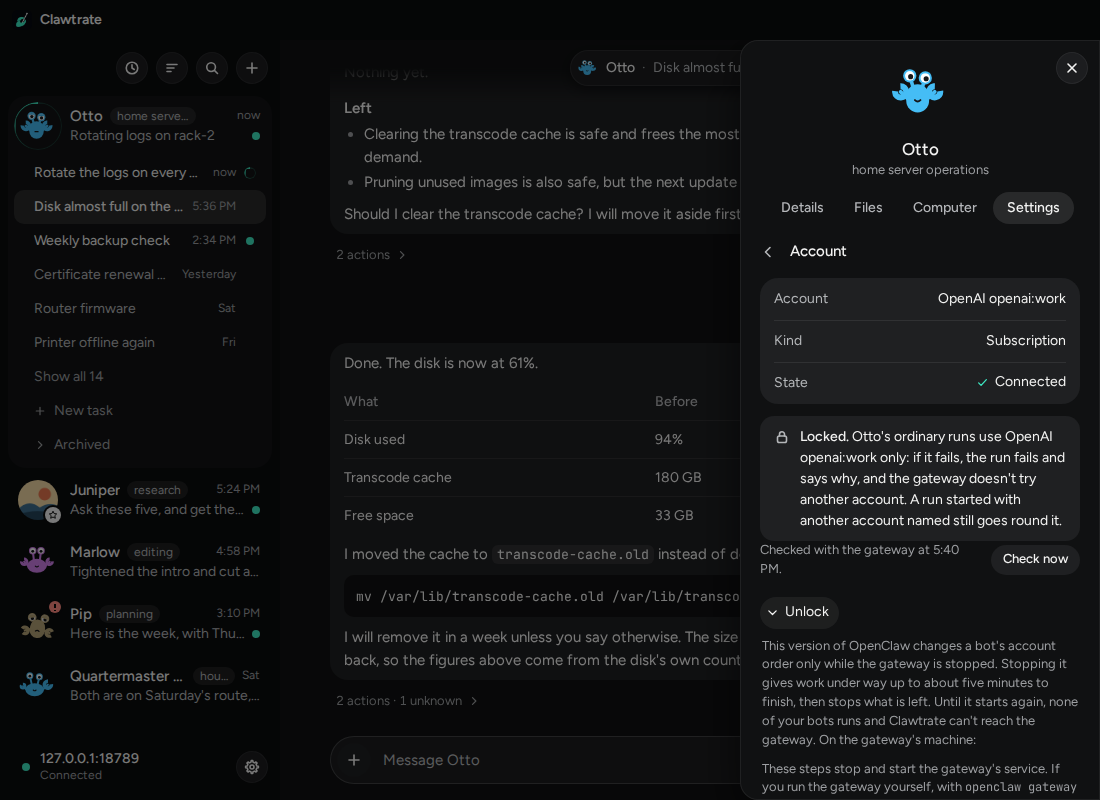 Clawtrate
Otto home serve... now
Rotating logs on rack-2
Rotate the logs on every ... now
Disk almost full on the ... 5:36 PM
Weekly backup check 2:34 PM
Certificate renewal ... Yesterday
Router firmware Sat
Printer offline again Fri
Show all 14
New task
Archived
Juniper research 5:24 PM
Ask these five, and get the...
Marlow editing 4:58 PM
Tightened the intro and cut a...
Pip planning 3:10 PM
Here is the week, with Thu...
Quartermaster ... hou... Sat
Both are on Saturday's route,...
127.0.0.1:18789
Connected
Otto · Disk almost fu
Nothing yet.
Left
• Clearing the transcode cache is safe and frees the most
demand.
• Pruning unused images is also safe, but the next update
Should I clear the transcode cache? I will move it aside first
2 actions
Done. The disk is now at 61%.
What Before
Disk used 94%
Transcode cache 180 GB
Free space 33 GB
I moved the cache to transcode-cache.old instead of d
mv /var/lib/transcode-cache.old /var/lib/transco
I will remove it in a week unless you say otherwise. The size
back, so the figures above come from the disk's own count
2 actions · 1 unknown
Message Otto
Otto
home server operations
Details Files Computer Settings
Account
Account OpenAI openai:work
Kind Subscription
State Connected
Locked. Otto's ordinary runs use OpenAI
openai:work only: if it fails, the run fails and
says why, and the gateway doesn't try
another account. A run started with
another account named still goes round it.
Checked with the gateway at 5:40
PM.
Check now
Unlock
This version of OpenClaw changes a bot's account
order only while the gateway is stopped. Stopping it
gives work under way up to about five minutes to
finish, then stops what is left. Until it starts again, none
of your bots runs and Clawtrate can't reach the
gateway. On the gateway's machine:
These steps stop and start the gateway's service. If
you run the gateway yourself, with openclaw gateway